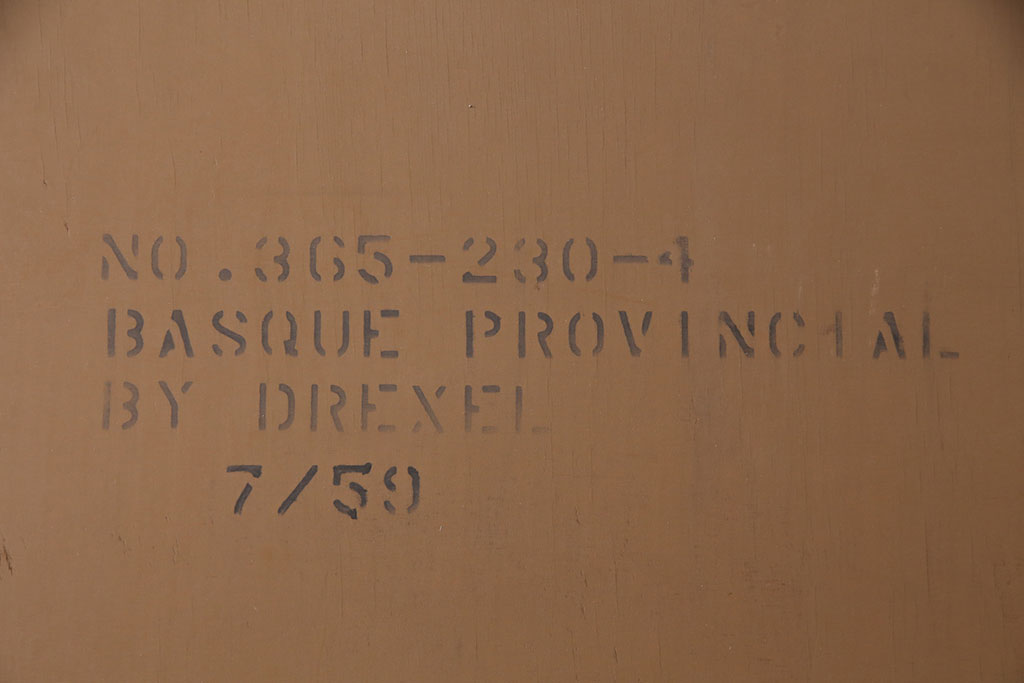 NO. 365-230-4
BASQUE PROVINCIAL
BY DREXEL
7/59